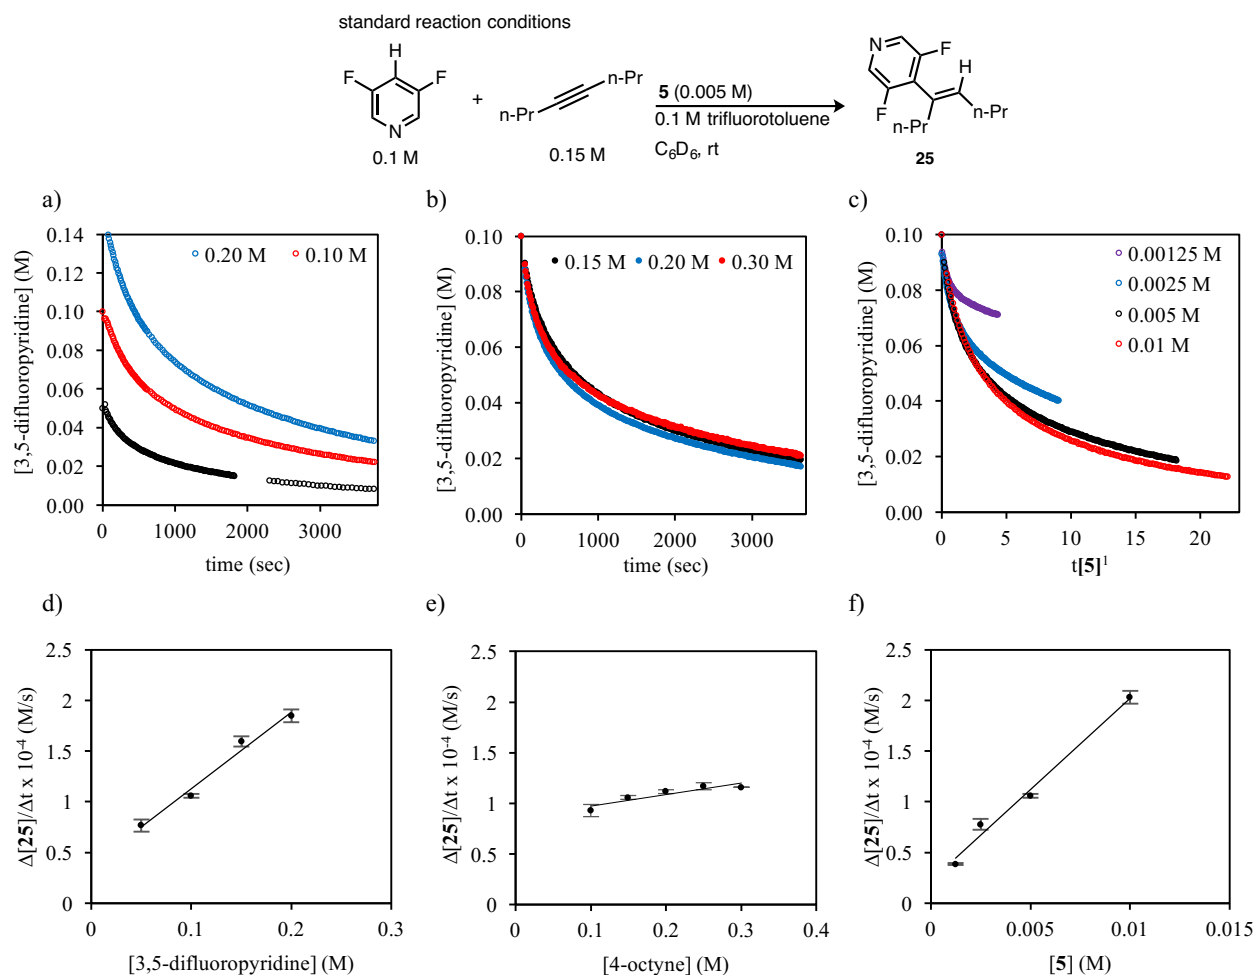 standard reaction conditions
H
F
F
N
0.1 M
+
n-Pr
n-Pr
0.15 M
5 (0.005 M)
0.1 M trifluorotoluene
C6D6, rt
N
F
H
F
n-Pr
n-Pr
25
a)
[3,5-difluoropyridine] (M)
0.14
0.12
0.10
0.08
0.06
0.04
0.02
0.00
0.20 M
0.10 M
0
1000
2000
3000
time (sec)
b)
[3,5-difluoropyridine] (M)
0.10
0.08
0.06
0.04
0.02
0.00
0.15 M
0.20 M
0.30 M
0
1000
2000
3000
time (sec)
c)
[3,5-difluoropyridine] (M)
0.10
0.08
0.06
0.04
0.02
0.00
0.00125 M
0.0025 M
0.005 M
0.01 M
0
5
10
15
20
t[5]¹
d)
Δ[25]/Δt x 10⁻⁴ (M/s)
2.5
2
1.5
1
0.5
0
0
0.1
0.2
0.3
[3,5-difluoropyridine] (M)
e)
Δ[25]/Δt x 10⁻⁴ (M/s)
2.5
2
1.5
1
0.5
0
0
0.1
0.2
0.3
0.4
[4-octyne] (M)
f)
Δ[25]/Δt x 10⁻⁴ (M/s)
2.5
2
1.5
1
0.5
0
0
0.005
0.01
0.015
[5] (M)